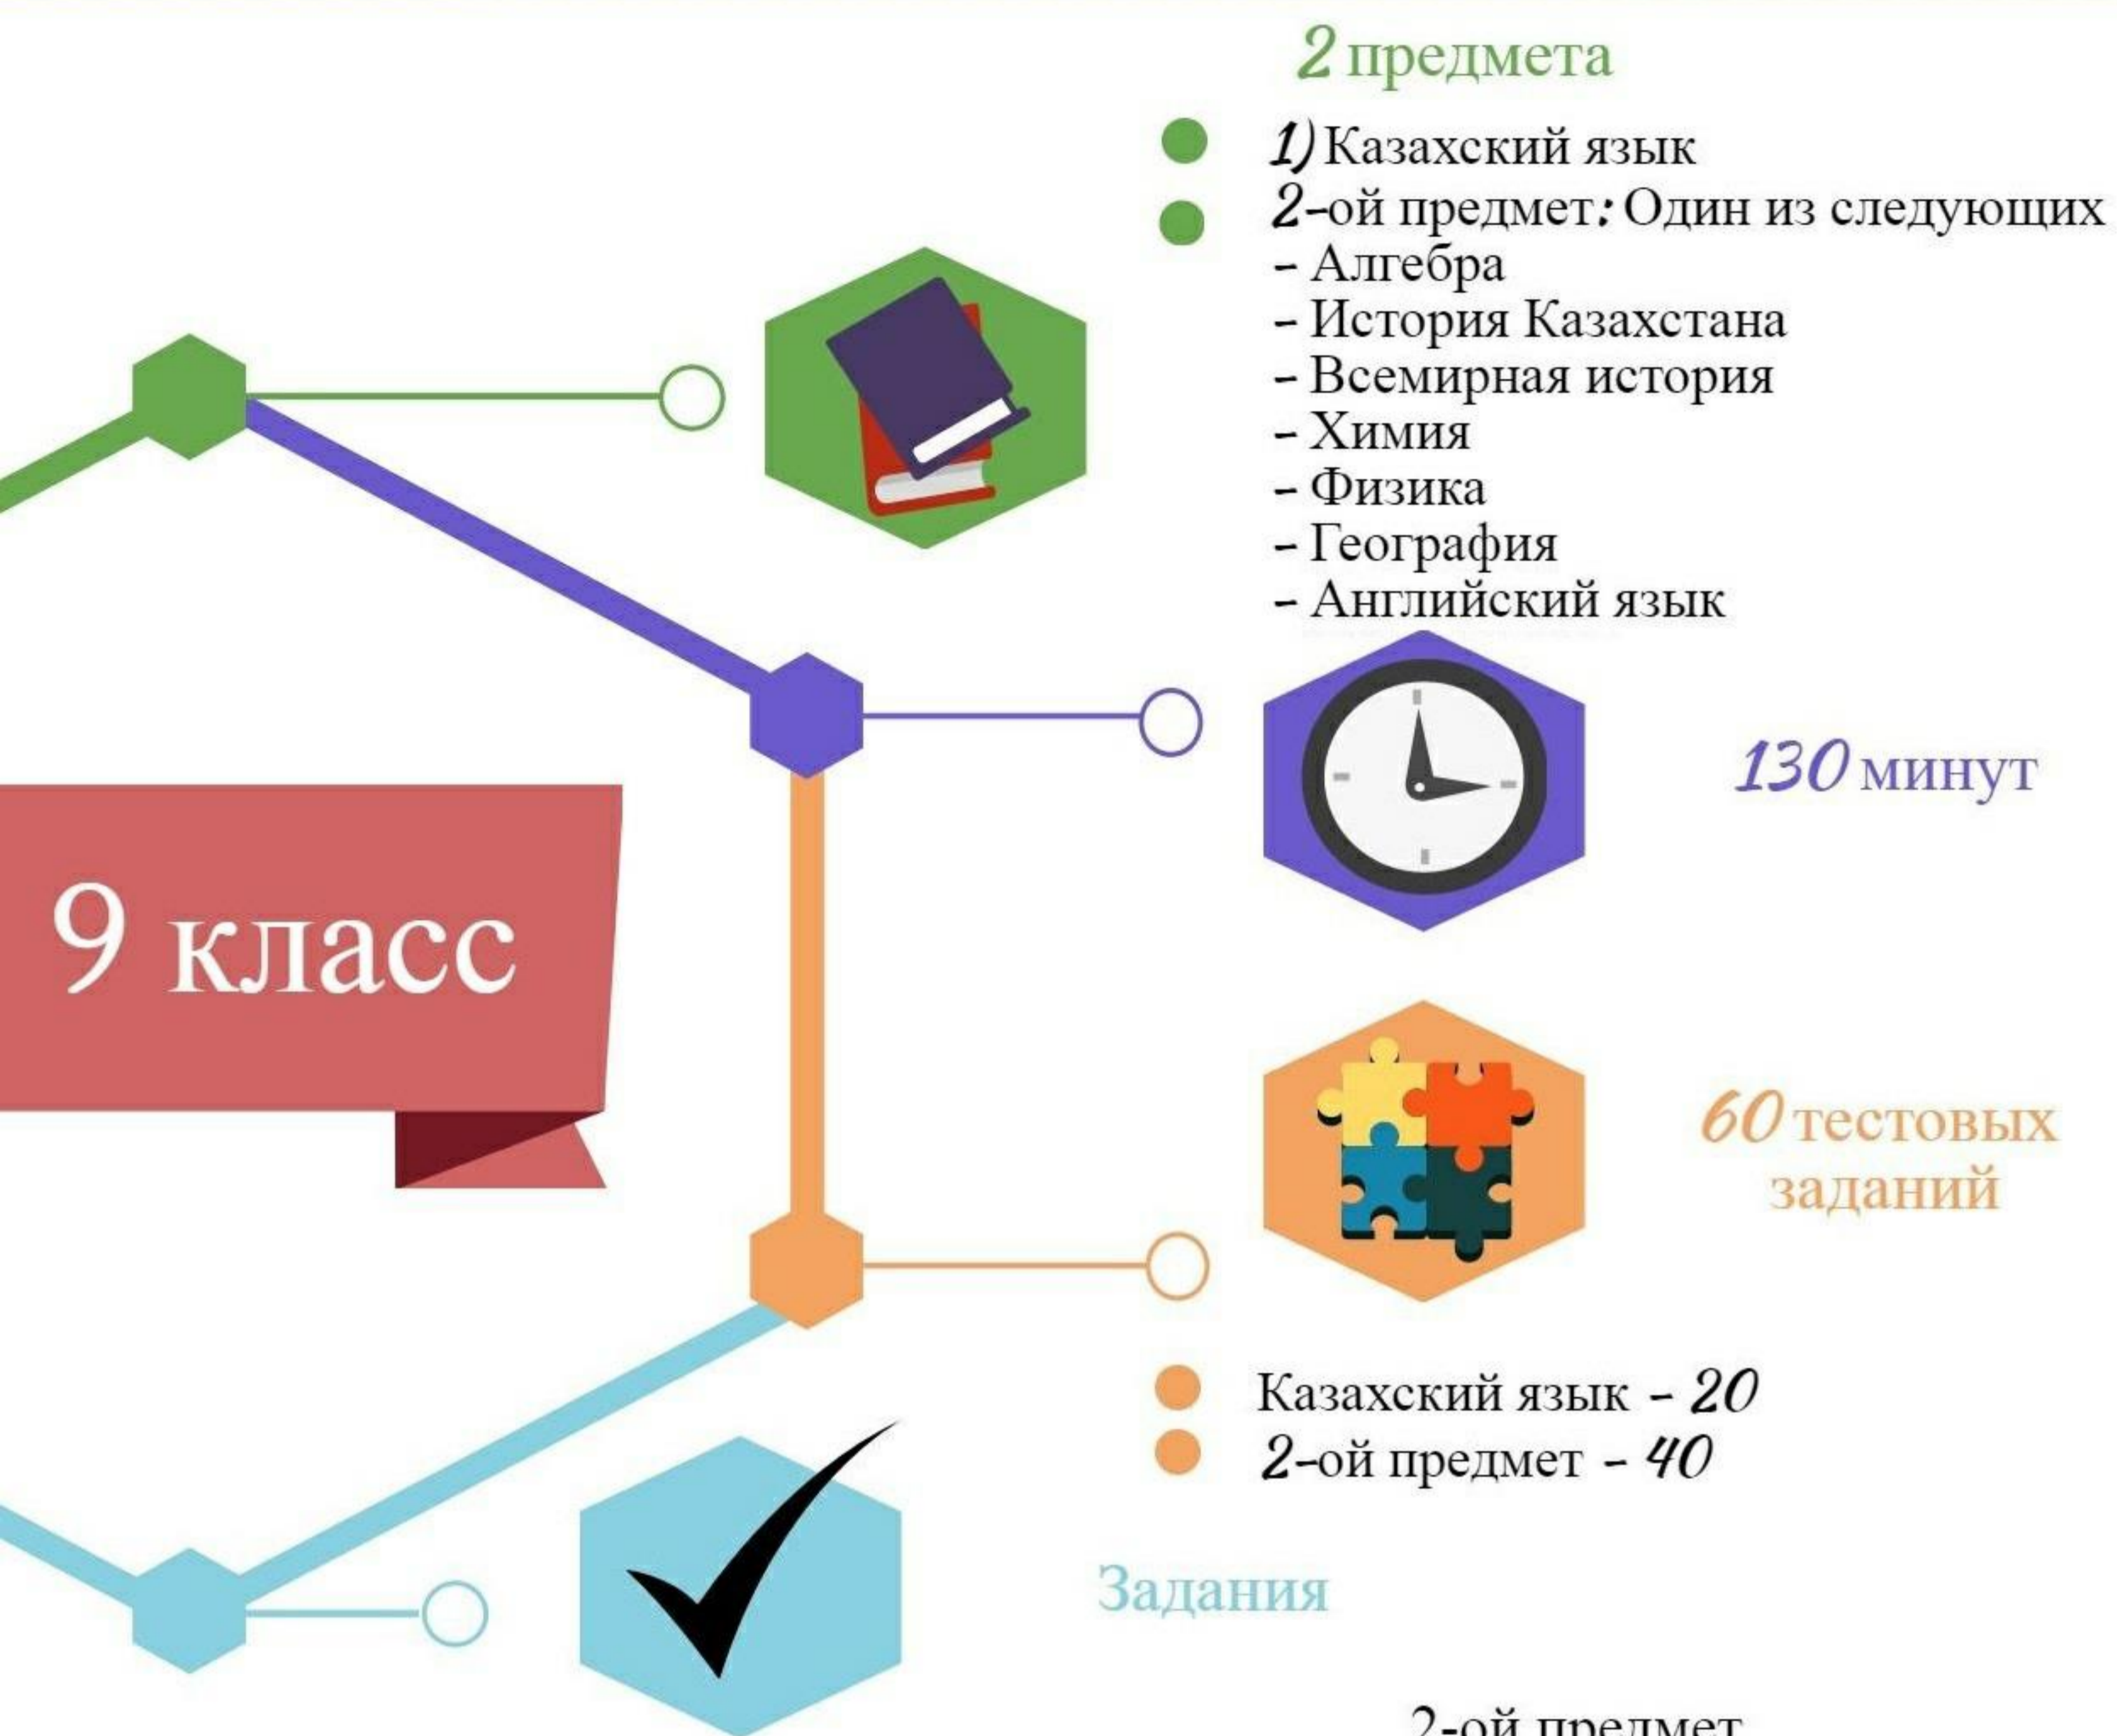 2 предмета
1) Казахский язык
2-ой предмет: Один из следующих
- Алгебра
- История Казахстана
- Всемирная история
- Химия
- Физика
- География
- Английский язык
130 минут
9 класс
60 тестовых
заданий
Казахский язык - 20
2-ой предмет - 40
Задания
2-ой предмет